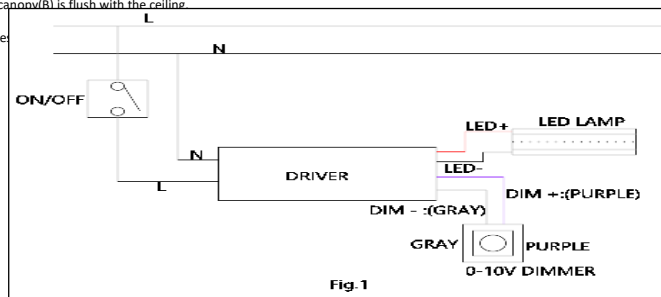 canopy(B) is flush with the ceiling.
L
N
ON/OFF
LED+
LED LAMP
N
LED-
DRIVER
L
DIM +:(PURPLE)
DIM - :(GRAY)
GRAY
PURPLE
0-10V DIMMER
Fig.1